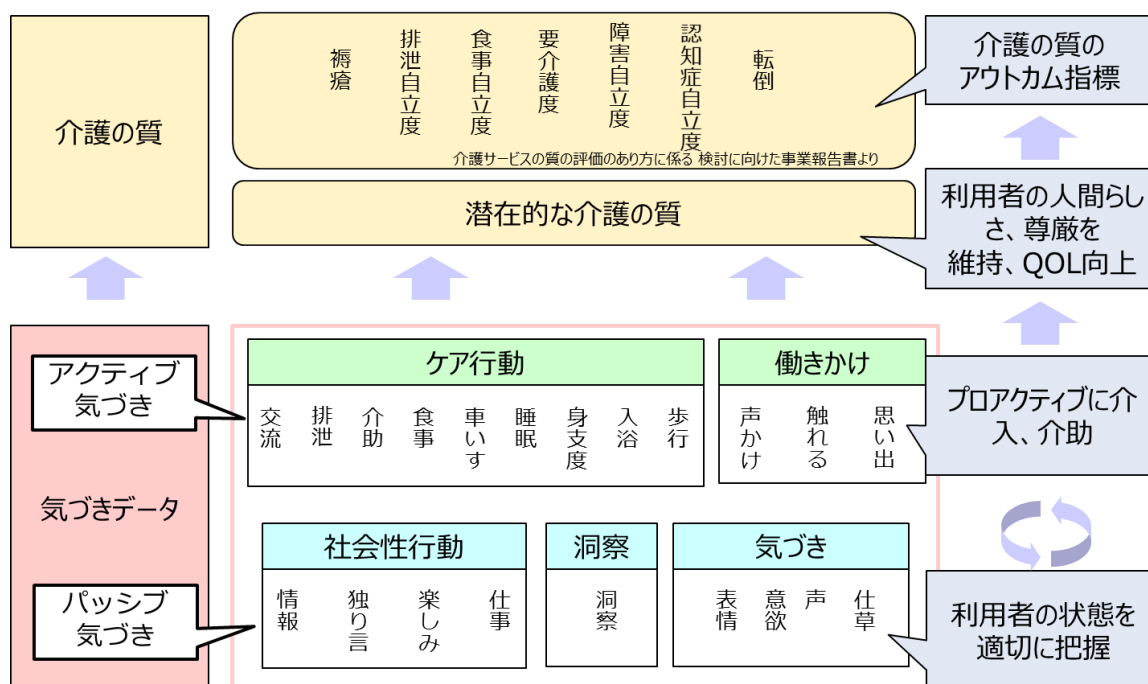 介護の質
褥瘡
排泄自立度
食事自立度
要介護度
障害自立度
認知症自立度
転倒
介護サービスの質の評価のあり方に係る 検討に向けた事業報告書より
介護の質の
アウトカム指標
潜在的な介護の質
利用者の人間らし
さ、尊厳を
維持、QOL向上
気づきデータ
アクティブ
気づき
ケア行動
交流
排泄
介助
食事
車いす
睡眠
身支度
入浴
歩行
働きかけ
声かけ
触れる
思い出
プロアクティブに介
入、介助
パッシブ
気づき
社会性行動
情報
独り言
楽しみ
仕事
洞察
洞察
気づき
表情
意欲
声
仕草
利用者の状態を
適切に把握